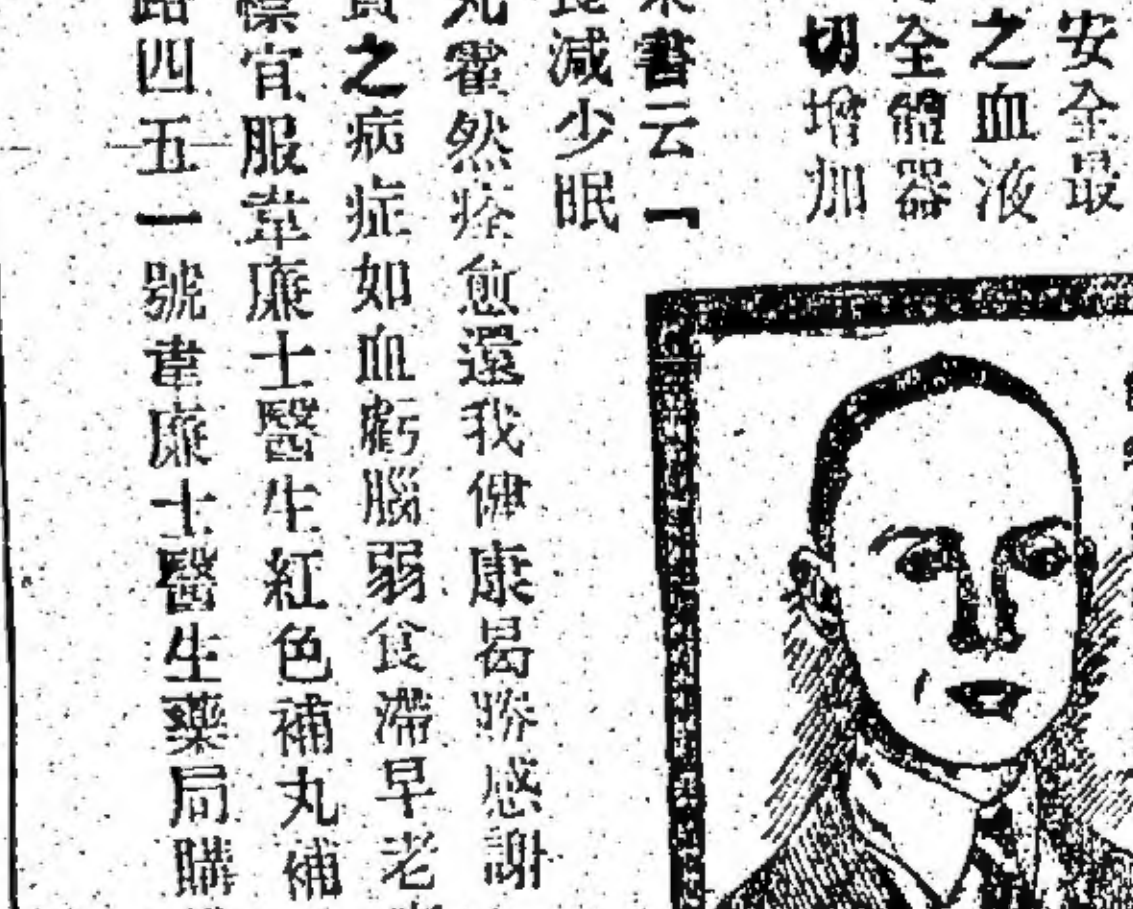 安全最
之血液
全體器
切增加
書云一
減少眠
霍然痊愈還我健康曷勝感謝
之病症如血虧腦弱食滯早老
宜服韋廉士醫生紅色補丸補
四五一號韋廉士醫生藥局購